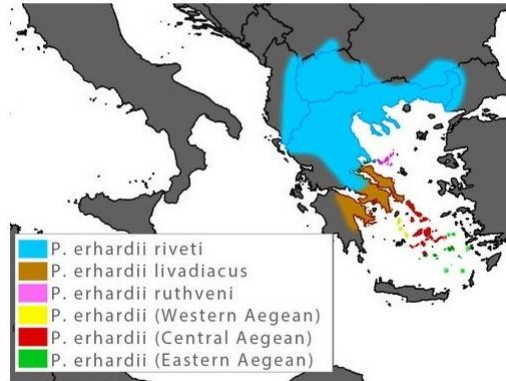 P. erhardii riveti
P. erhardii livadiacus
P. erhardii ruthveni
P. erhardii (Western Aegean)
P. erhardii (Central Aegean)
P. erhardii (Eastern Aegean)